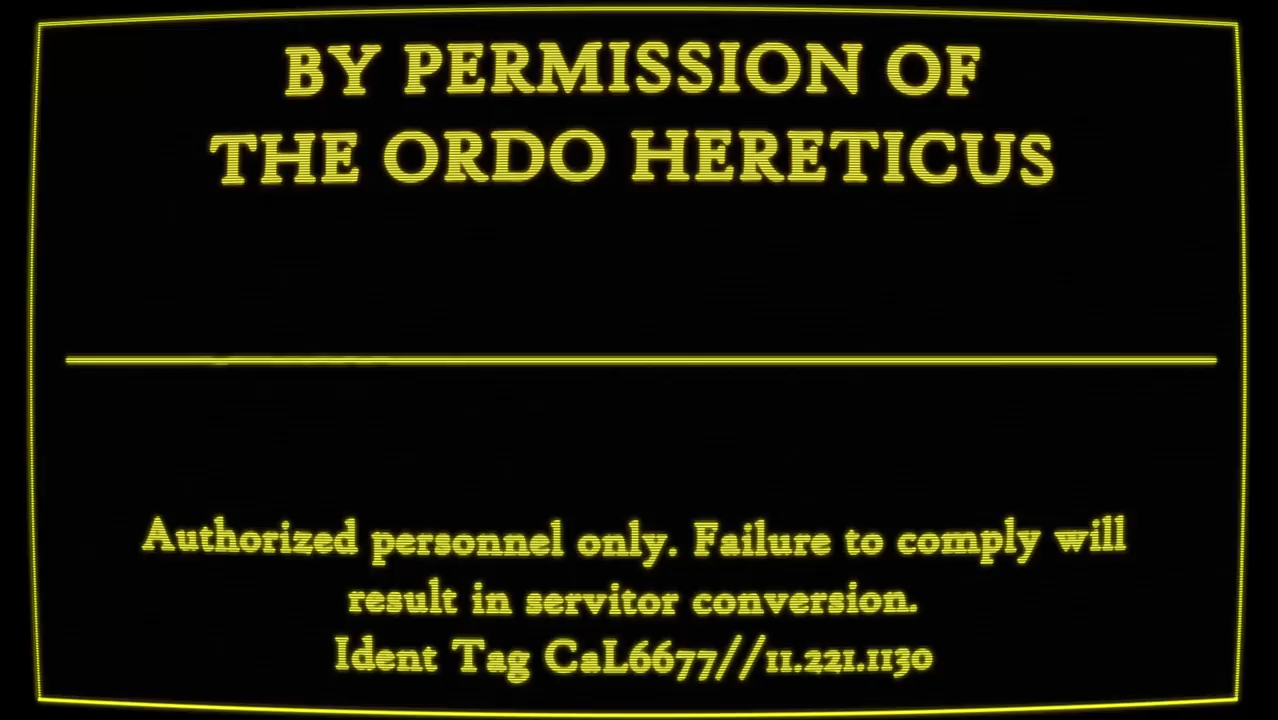 BY PERMISSION OF
THE ORDO HERETICUS
Authorized personnel only. Failure to comply will
result in servitor conversion.
Ident Tag CaL6677//11.221.1130